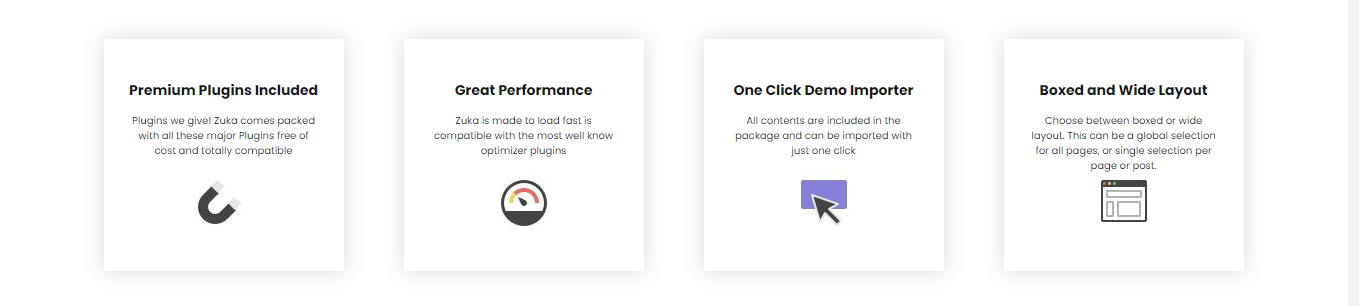 Premium Plugins Included
Plugins we give! Zuka comes packed
with all these major Plugins free of
cost and totally compatible
Great Performance
Zuka is made to load fast is
compatible with the most well know
optimizer plugins
One Click Demo Importer
All contents are included in the
package and can be imported with
just one click
Boxed and Wide Layout
Choose between boxed or wide
layout. This can be a global selection
for all pages, or single selection per
page or post.